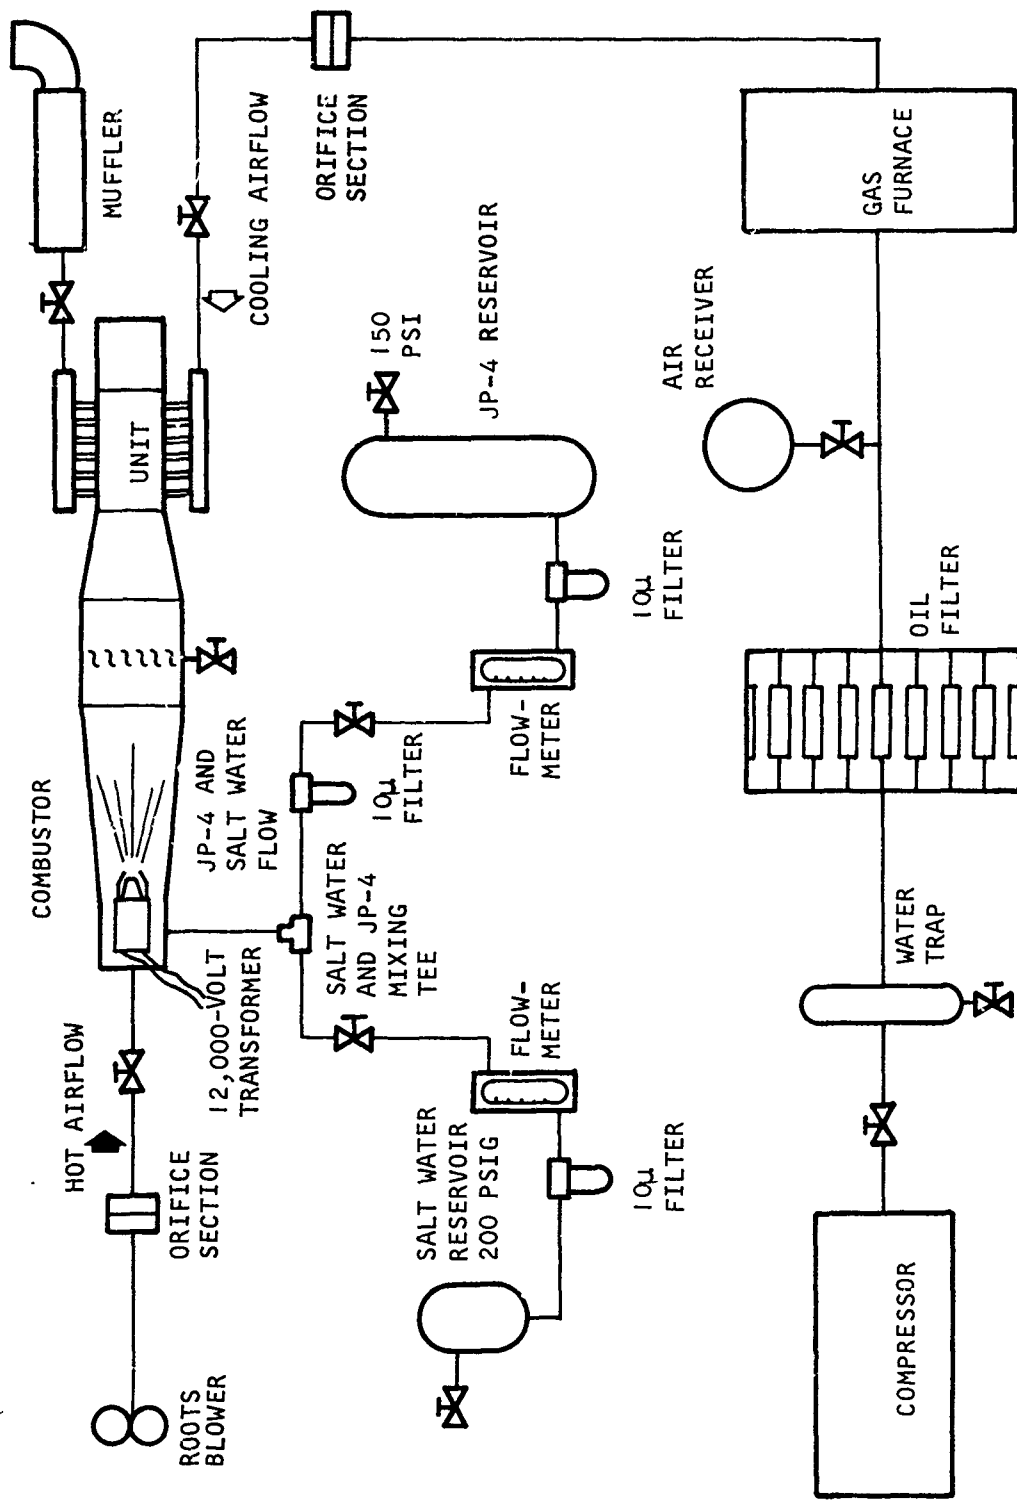 MUFFLER
COOLING AIRFLOW
ORIFICE
SECTION
GAS
FURNACE
UNIT
150
PSI
JP-4 RESERVOIR
AIR
RECEIVER
COMBUSTOR
JP-4 AND
SALT WATER
FLOW
10μ
FILTER
FLOW-
METER
10μ
FILTER
OIL
FILTER
HOT AIRFLOW
12,000-VOLT
TRANSFORMER
SALT WATER
AND JP-4
MIXING
TEE
FLOW-
METER
WATER
TRAP
ROOTS
BLOWER
ORIFICE
SECTION
SALT WATER
RESERVOIR
200 PSIG
10μ
FILTER
COMPRESSOR